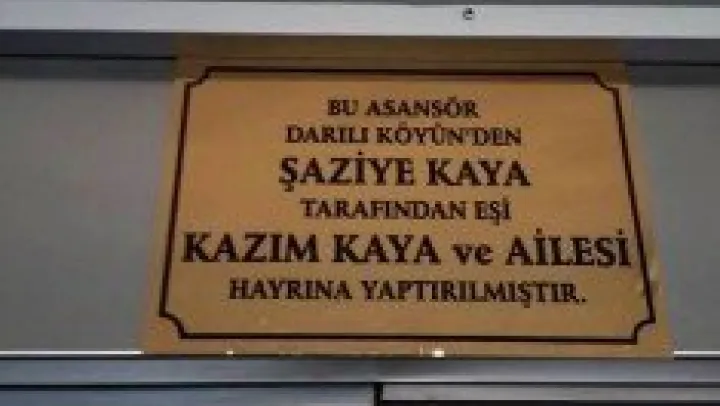 e
BU ASANSÖR
DARILI KÖYÜN'DEN
ŞAZİYE KAYA
TARAFINDAN EŞİ
KAZIM KAYA ve AİLESİ
HAYRINA YAPTIRILMIŞTIR.